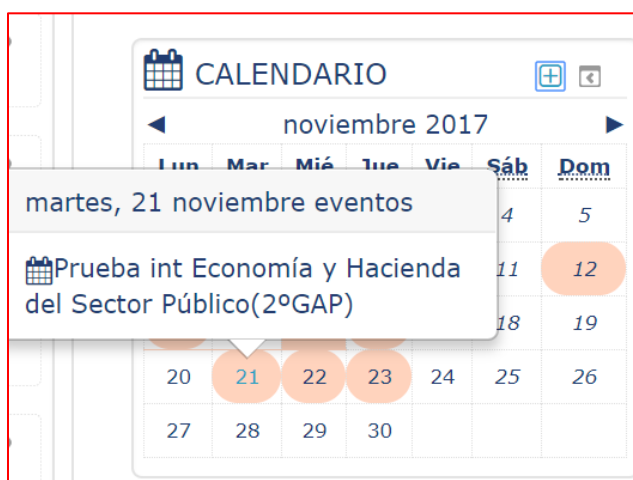 CALENDARIO
◄ noviembre 2017 ►
Lun Mar Mié Jue Vie Sáb Dom
martes, 21 noviembre eventos
4 5
Prueba int Economía y Hacienda
11 12
del Sector Público(2ºGAP)
18 19
20 21 22 23 24 25 26
27 28 29 30